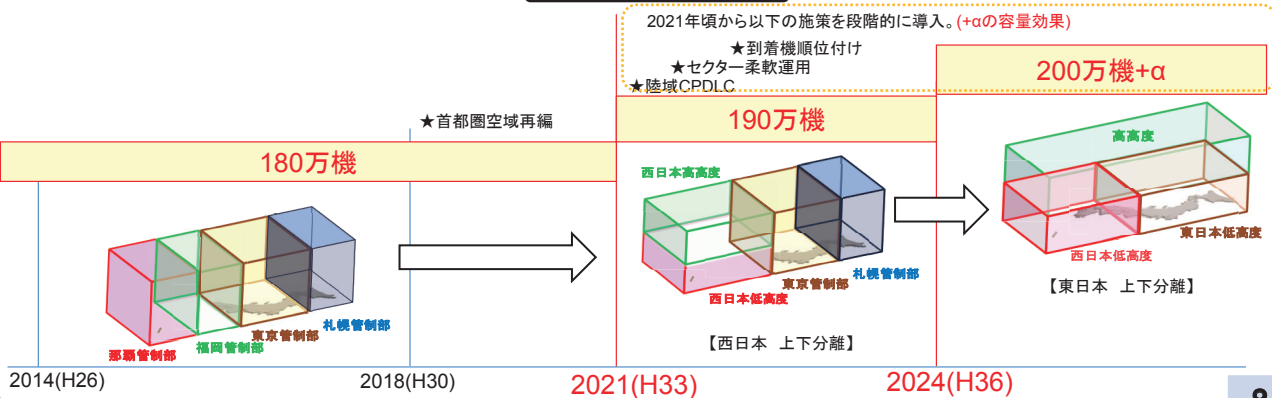 2021年頃から以下の施策を段階的に導入。(+αの容量効果)
★到着機順位付け
★セクター柔軟運用
★陸域CPDLC
200万機+α
190万機
★首都圏空域再編
180万機
高高度
東日本低高度
西日本低高度
【東日本 上下分離】
西日本高高度
札幌管制部
東京管制部
西日本低高度
【西日本 上下分離】
札幌管制部
東京管制部
福岡管制部
那覇管制部
2014(H26)
2018(H30)
2021(H33)
2024(H36)